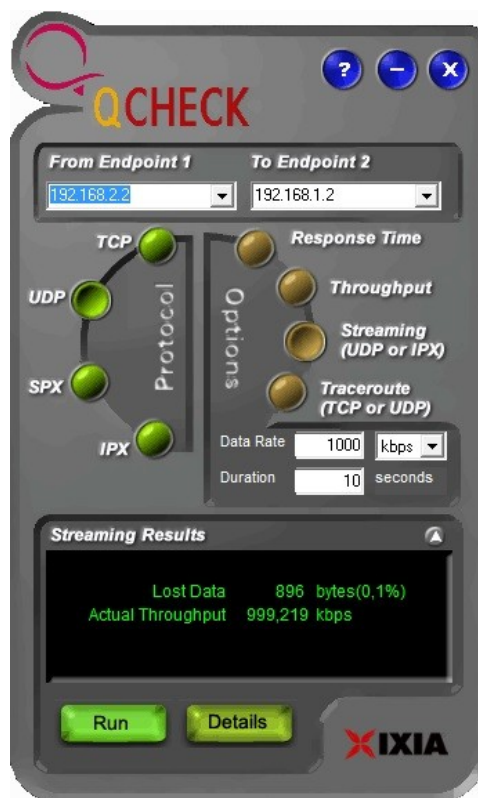 QCHECK
? – X
From Endpoint 1 To Endpoint 2
192.168.2.2 192.168.1.2
TCP
UDP
SPX
IPX
Protocol
Options
Response Time
Throughput
Streaming
(UDP or IPX)
Traceroute
(TCP or UDP)
Data Rate 1000 kbps
Duration 10 seconds
Streaming Results
Lost Data 896 bytes(0,1%)
Actual Throughput 999,219 kbps
Run Details
XIXIA